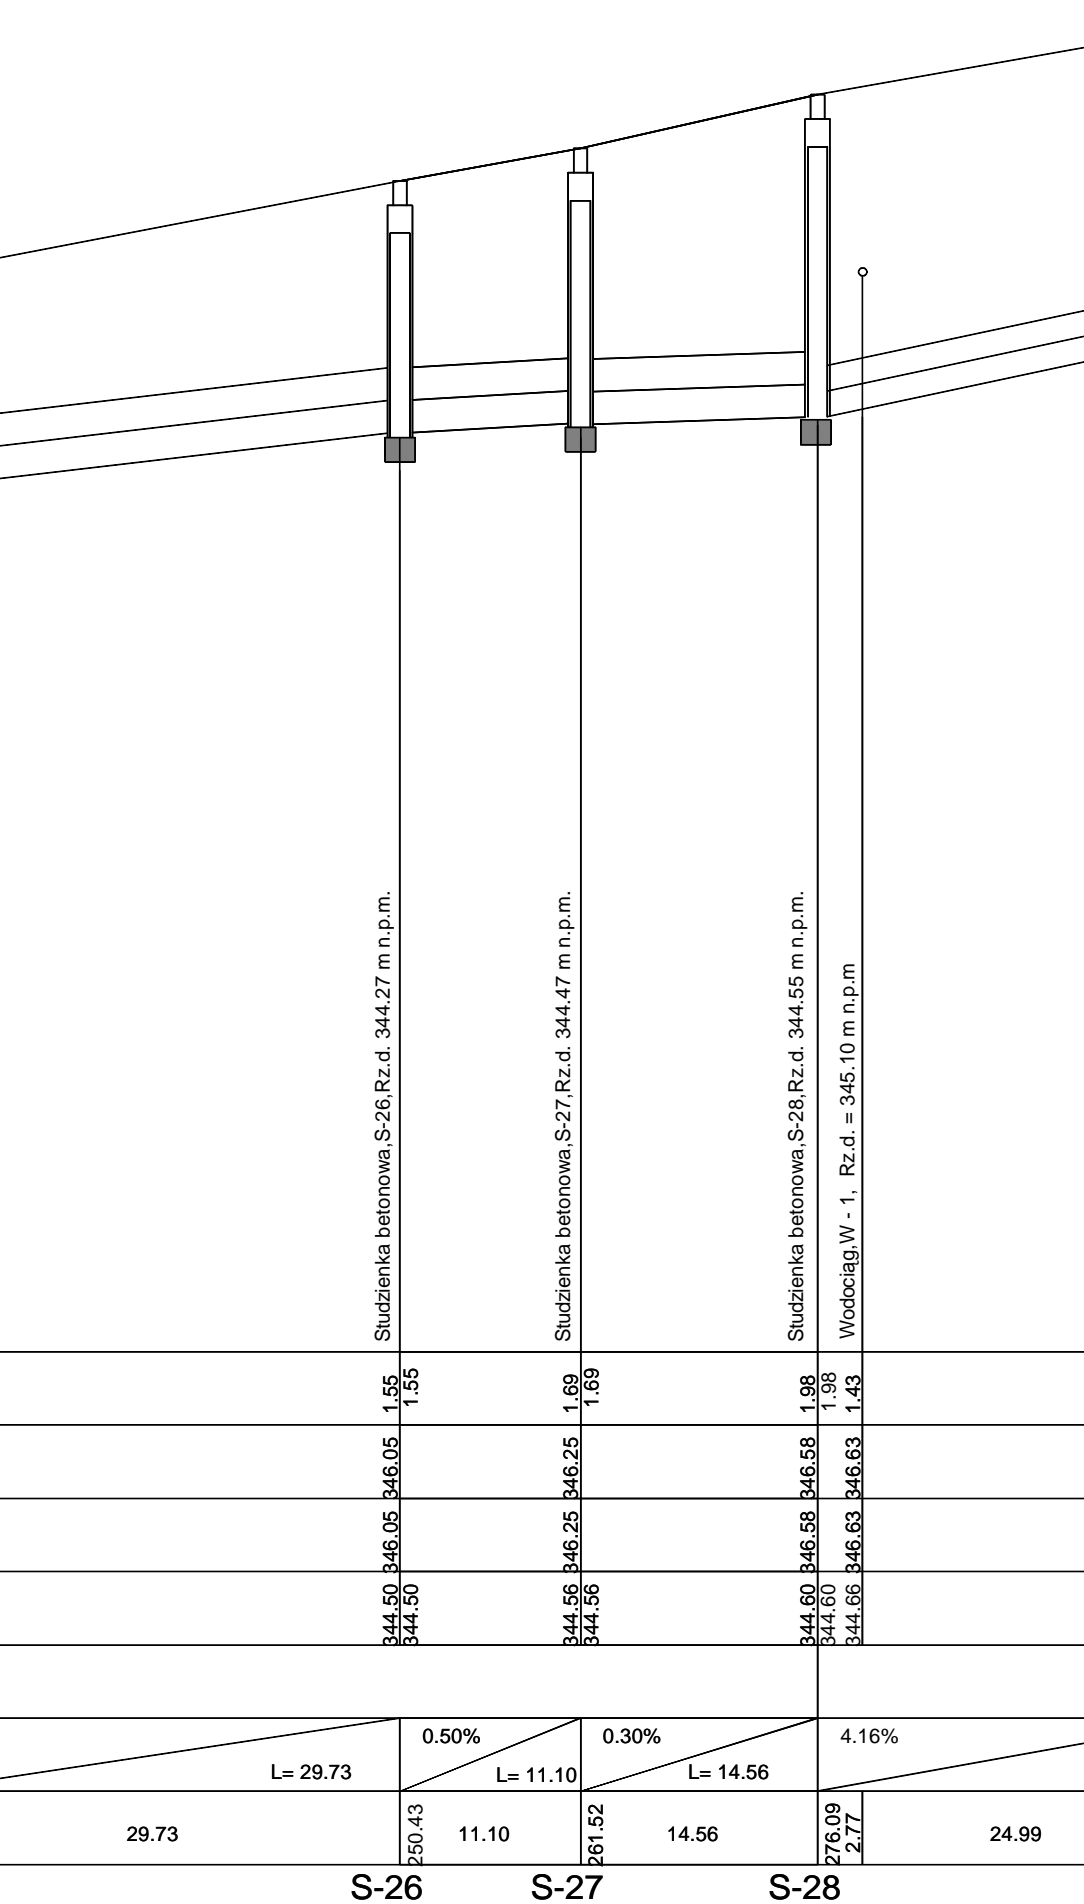 Studzienka betonowa,S-26,Rz.d. 344.27 m n.p.m.
Studzienka betonowa,S-27,Rz.d. 344.47 m n.p.m.
Studzienka betonowa,S-28,Rz.d. 344.55 m n.p.m.
Wodociąg,W - 1, Rz.d. = 345.10 m n.p.m
1.55 1.55 1.69 1.69 1.98 1.98 1.43
346.05 346.25 346.58 346.63
346.05 346.25 346.58 346.63
344.50 344.50 344.56 344.56 344.60 344.60 344.66
0.50% 0.30% 4.16%
L= 29.73 L= 11.10 L= 14.56
29.73 250.43 11.10 261.52 14.56 276.09 2.77 24.99
S-26 S-27 S-28